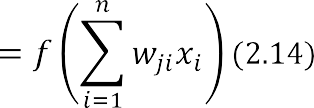 = f(∑_{i=1}^{n} w_{ji}x_i) (2.14)